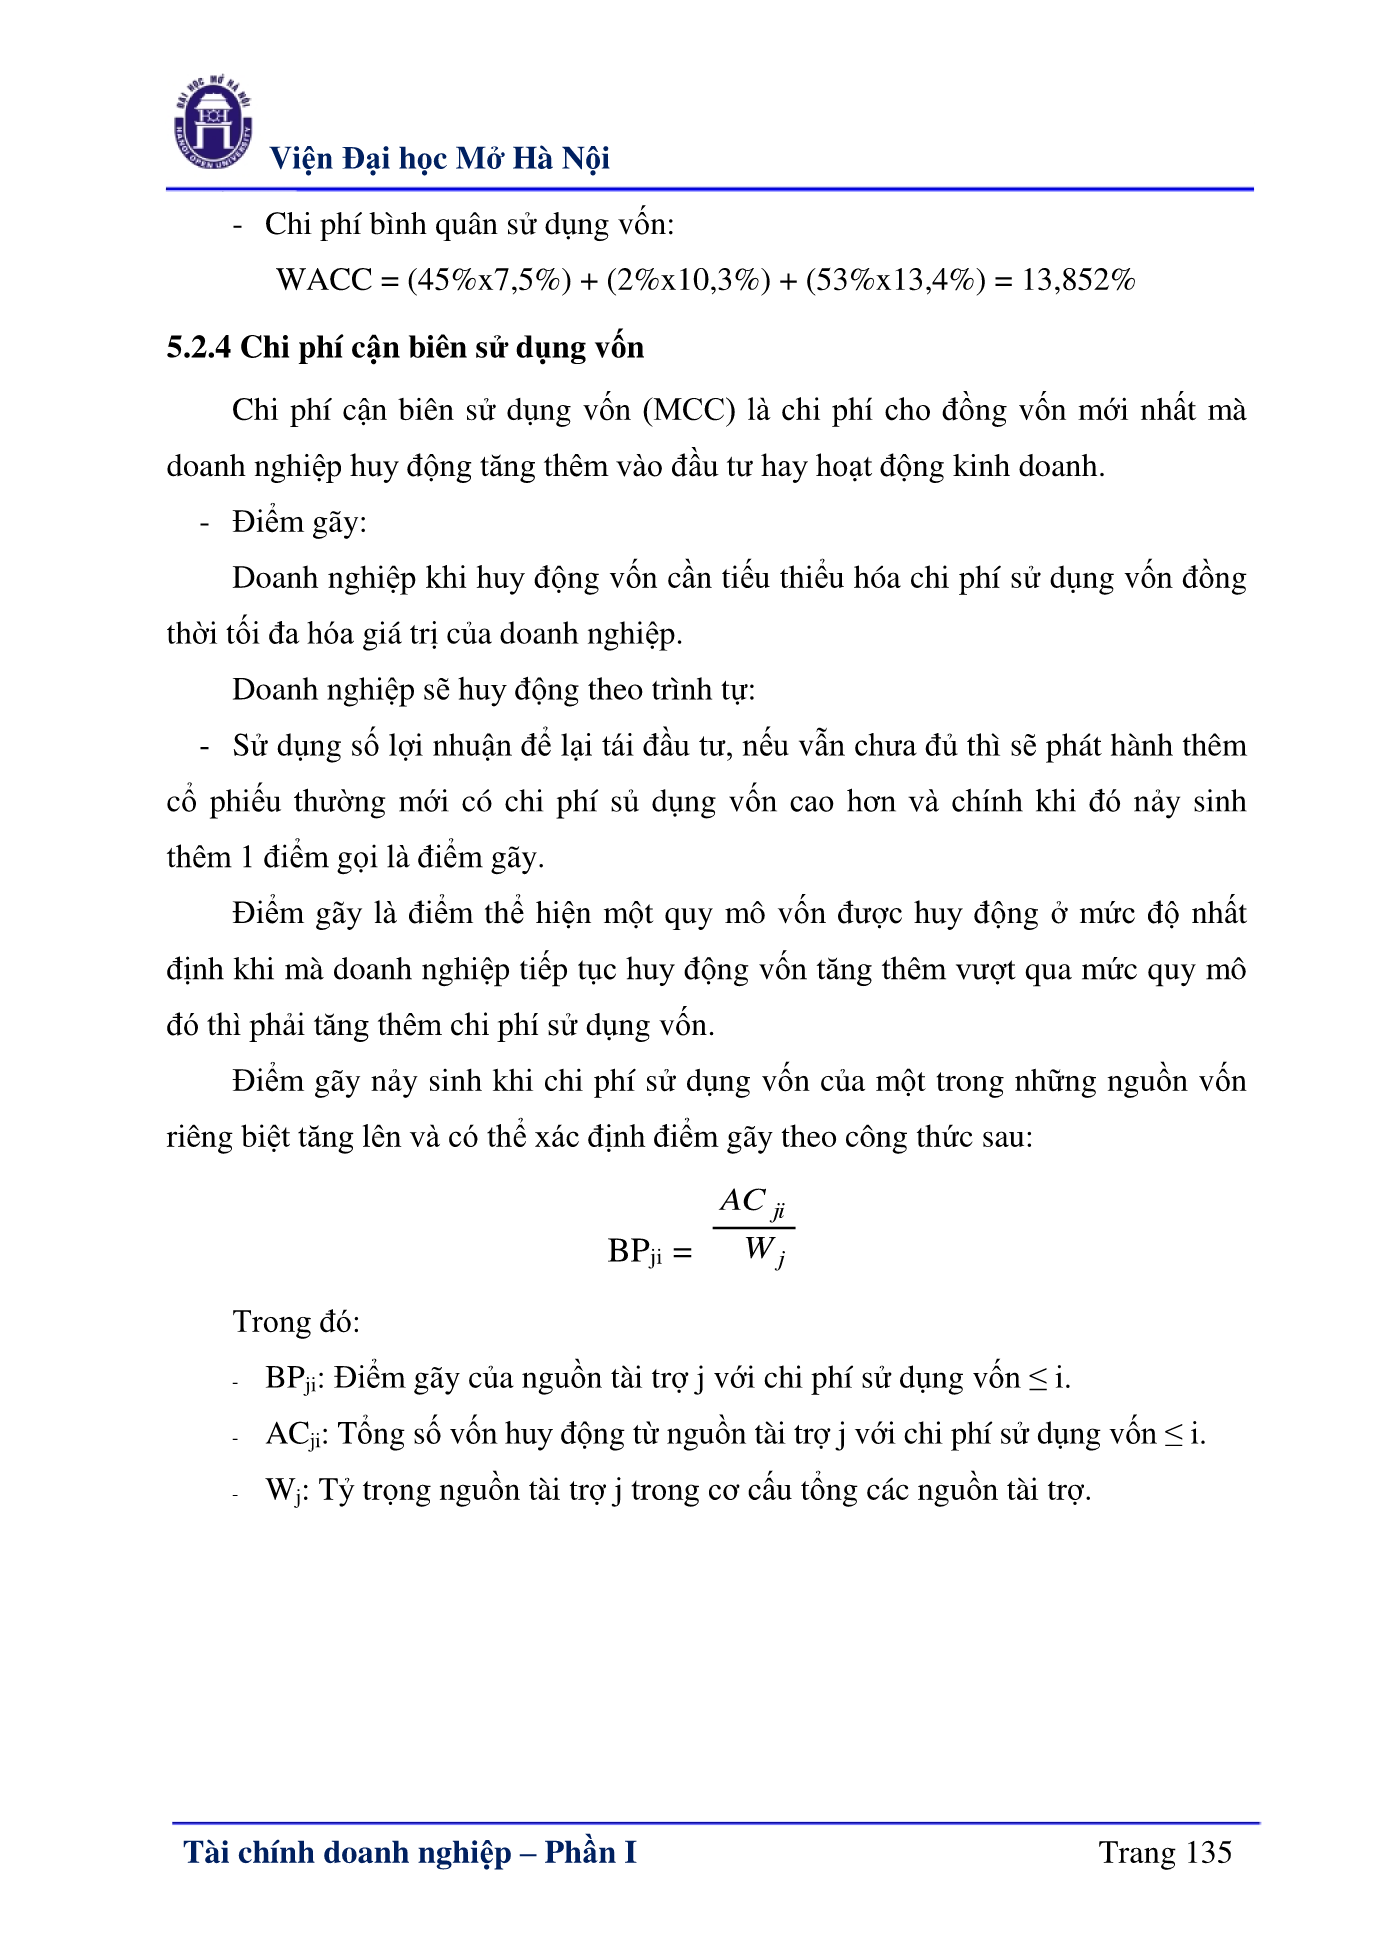 ĐẠI HỌC MỞ HÀ NỘI
HANOI OPEN UNIVERSITY
Viện Đại học Mở Hà Nội
- Chi phí bình quân sử dụng vốn:
WACC = (45%x7,5%) + (2%x10,3%) + (53%x13,4%) = 13,852%
5.2.4 Chi phí cận biên sử dụng vốn
Chi phí cận biên sử dụng vốn (MCC) là chi phí cho đồng vốn mới nhất mà
doanh nghiệp huy động tăng thêm vào đầu tư hay hoạt động kinh doanh.
- Điểm gãy:
Doanh nghiệp khi huy động vốn cần tiếu thiểu hóa chi phí sử dụng vốn đồng
thời tối đa hóa giá trị của doanh nghiệp.
Doanh nghiệp sẽ huy động theo trình tự:
- Sử dụng số lợi nhuận để lại tái đầu tư, nếu vẫn chưa đủ thì sẽ phát hành thêm
cổ phiếu thường mới có chi phí sủ dụng vốn cao hơn và chính khi đó nảy sinh
thêm 1 điểm gọi là điểm gãy.
Điểm gãy là điểm thể hiện một quy mô vốn được huy động ở mức độ nhất
định khi mà doanh nghiệp tiếp tục huy động vốn tăng thêm vượt qua mức quy mô
đó thì phải tăng thêm chi phí sử dụng vốn.
Điểm gãy nảy sinh khi chi phí sử dụng vốn của một trong những nguồn vốn
riêng biệt tăng lên và có thể xác định điểm gãy theo công thức sau:
AC ji
BPji = W j
Trong đó:
- BPji: Điểm gãy của nguồn tài trợ j với chi phí sử dụng vốn ≤ i.
- ACji: Tổng số vốn huy động từ nguồn tài trợ j với chi phí sử dụng vốn ≤ i.
- Wj: Tỷ trọng nguồn tài trợ j trong cơ cấu tổng các nguồn tài trợ.
Tài chính doanh nghiệp – Phần I Trang 135